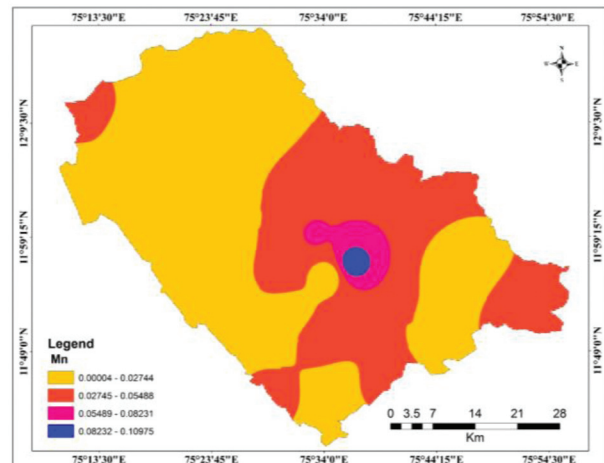 75°13'30"E 75°23'45"E 75°34'0"E 75°44'15"E 75°54'30"E
N
W E
S
12°9'30"N 12°9'30"N
11°59'15"N 11°59'15"N
11°49'0"N 11°49'0"N
Legend
Mn
0.00004 - 0.02744
0.02745 - 0.05488
0.05489 - 0.08231
0.08232 - 0.10975
0 3.5 7 14 21 28
Km
75°13'30"E 75°23'45"E 75°34'0"E 75°44'15"E 75°54'30"E